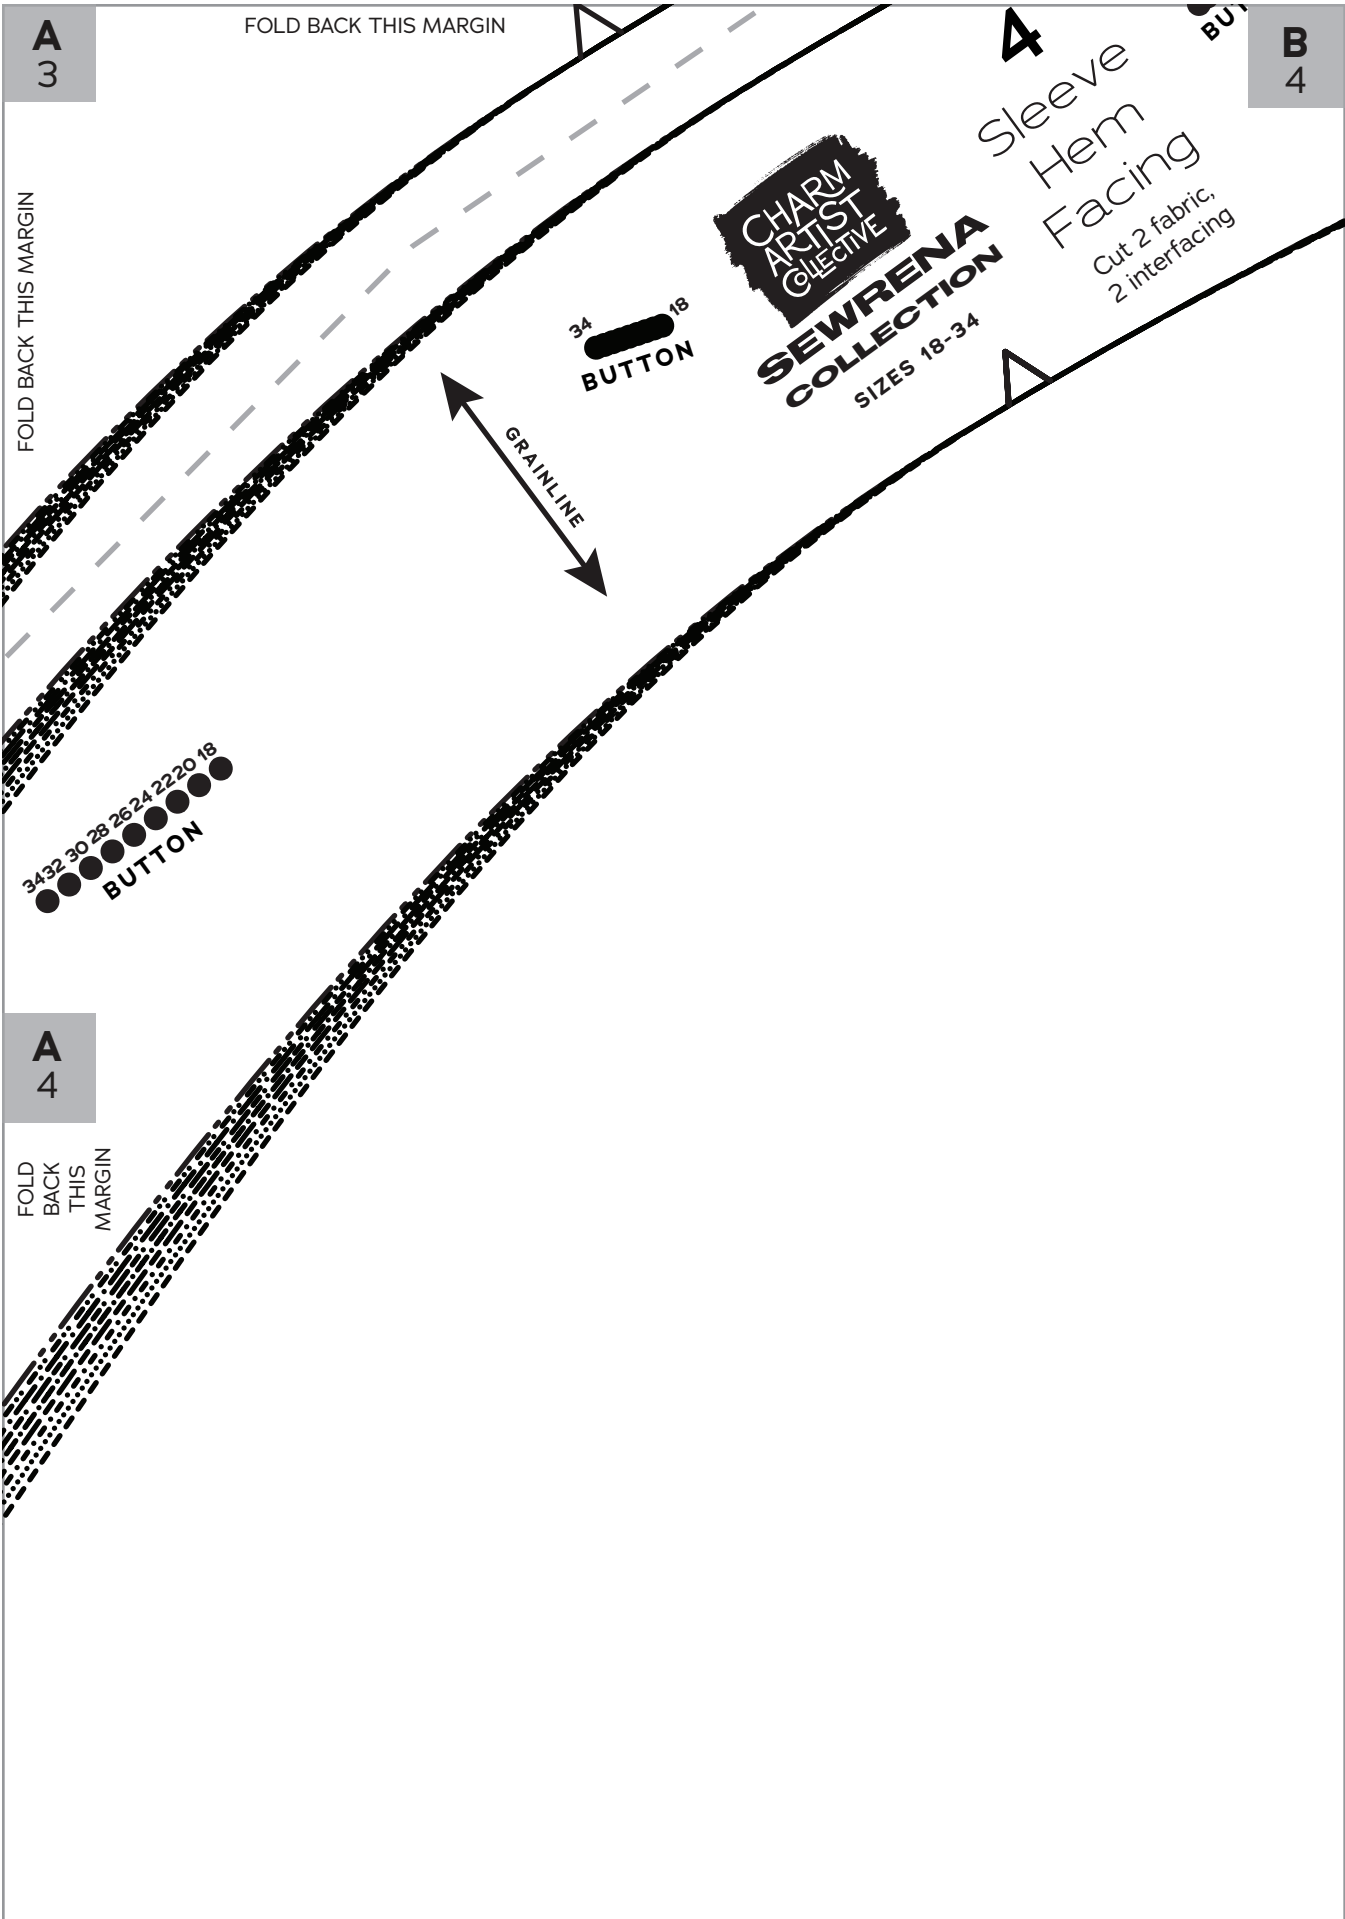 A
3
FOLD BACK THIS MARGIN
4
BUT
B
4
Sleeve
Hem
Facing
Cut 2 fabric,
2 interfacing
CHARM
ARTIST
COLLECTIVE
SEWRENA
COLLECTION
SIZES 18-34
FOLD BACK THIS MARGIN
34 18
BUTTON
GRAINLINE
34 32 30 28 26 24 22 20 18
BUTTON
A
4
FOLD
BACK
THIS
MARGIN